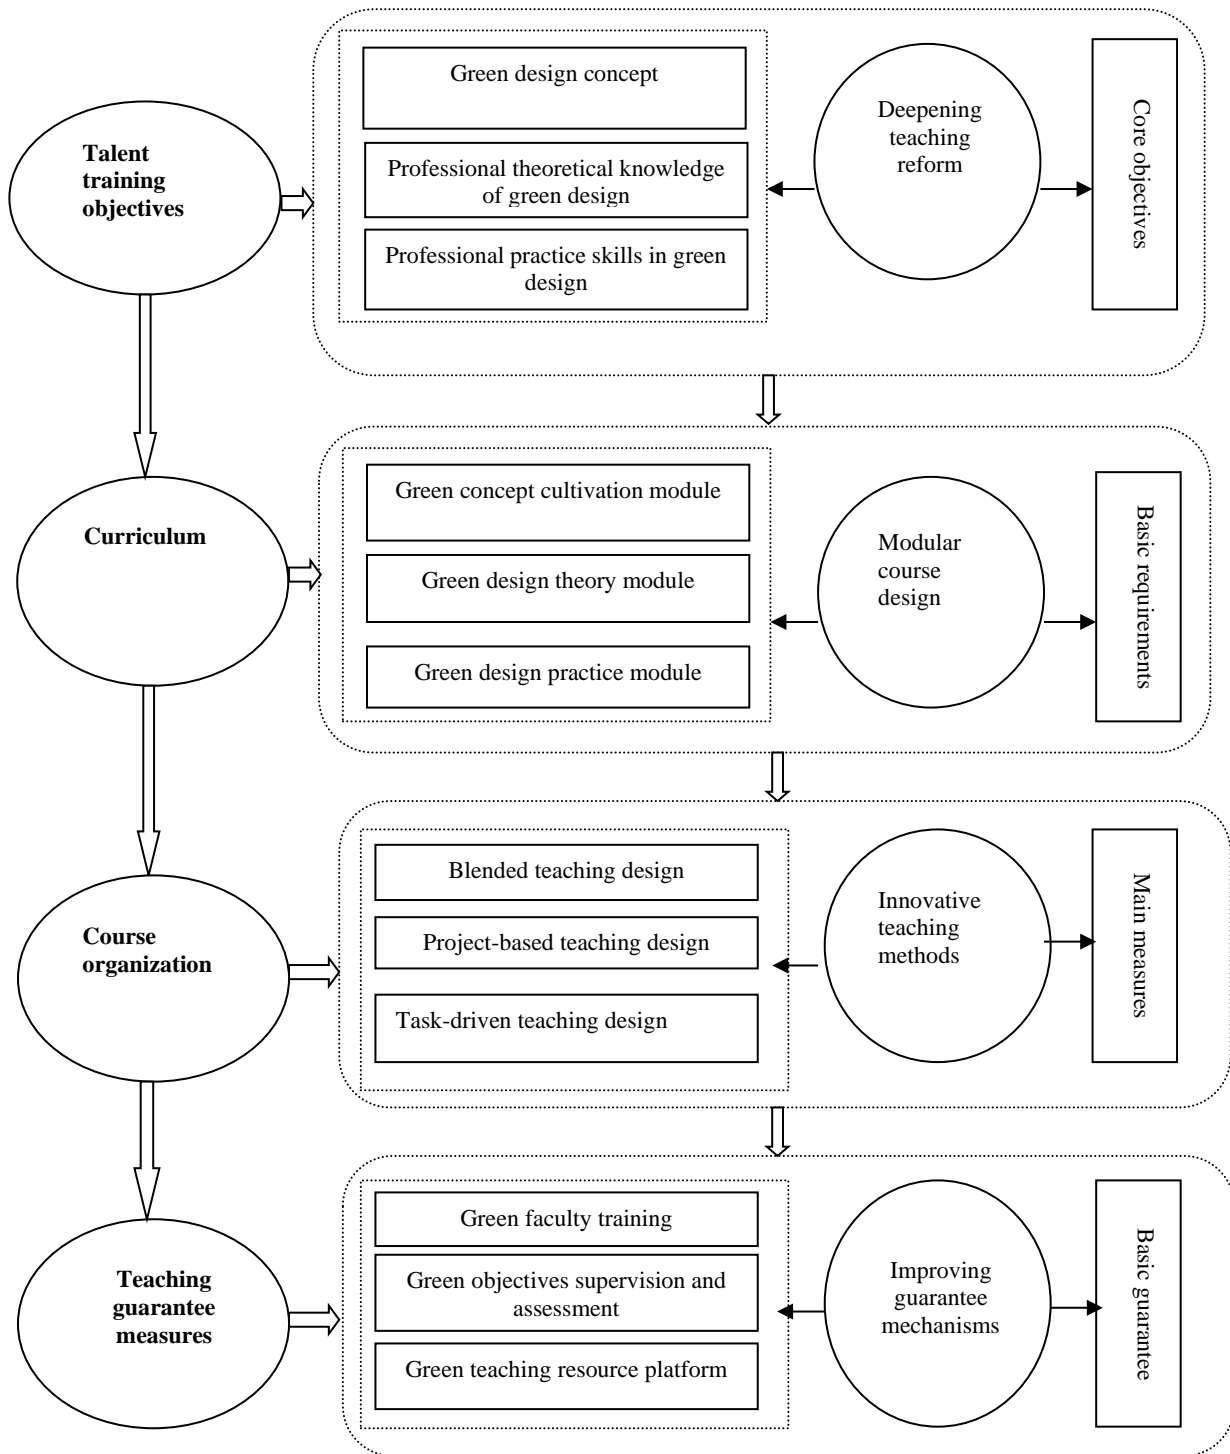 Talent
training
objectives
Green design concept
Professional theoretical knowledge
of green design
Professional practice skills in green
design
Deepening
teaching
reform
Core objectives
Curriculum
Green concept cultivation module
Green design theory module
Green design practice module
Modular
course
design
Basic requirements
Course
organization
Blended teaching design
Project-based teaching design
Task-driven teaching design
Innovative
teaching
methods
Main measures
Teaching
guarantee
measures
Green faculty training
Green objectives supervision and
assessment
Green teaching resource platform
Improving
guarantee
mechanisms
Basic guarantee